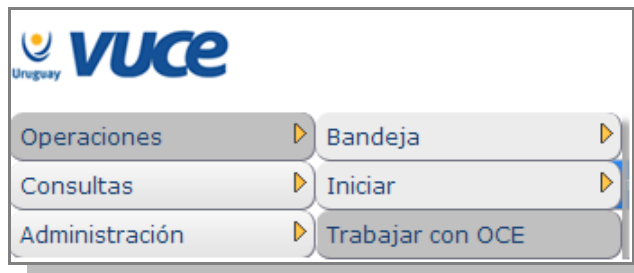 Uruguay vuce
Operaciones Bandeja
Consultas Iniciar
Administración Trabajar con OCE